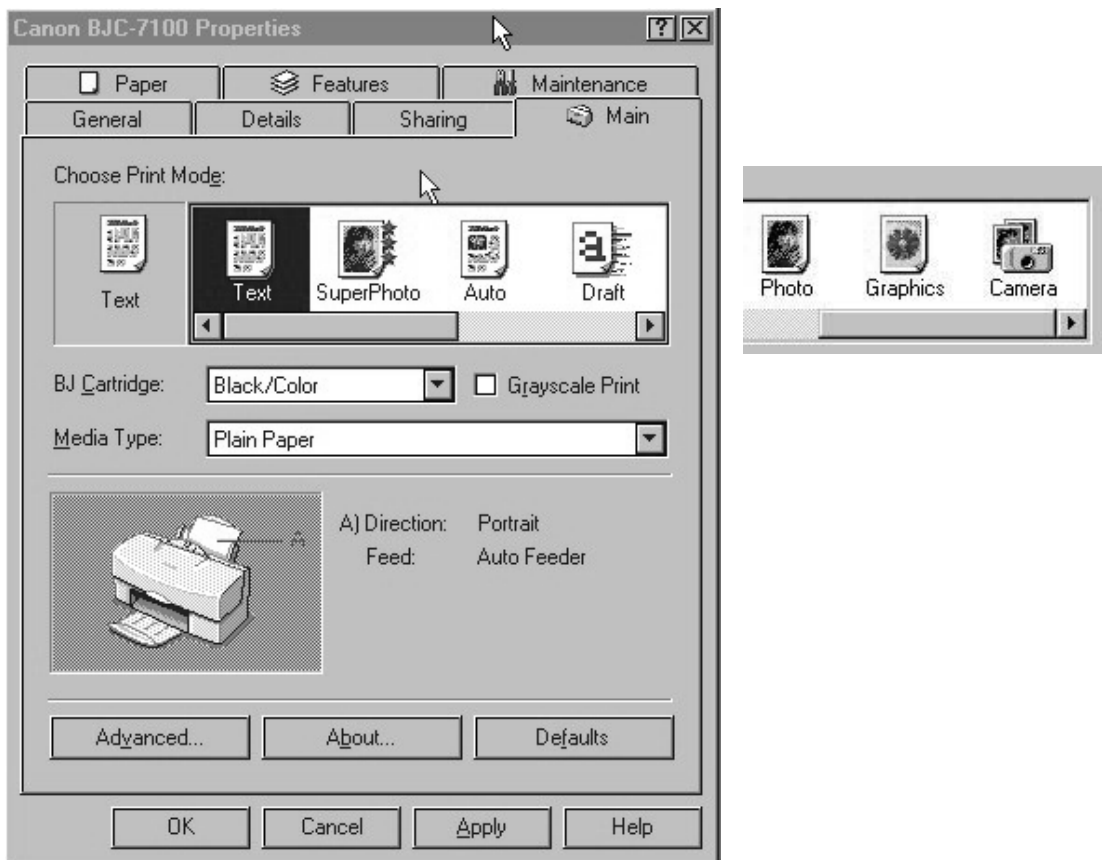 Canon BJC-7100 Properties
Paper Features Maintenance
General Details Sharing Main
Choose Print Mode:
Text
Text SuperPhoto Auto Draft
Photo Graphics Camera
BJ Cartridge: Black/Color Grayscale Print
Media Type: Plain Paper
A
A) Direction: Portrait
Feed: Auto Feeder
Advanced... About... Defaults
OK Cancel Apply Help